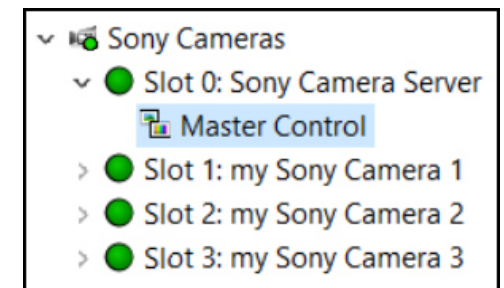 Sony Cameras
Slot 0: Sony Camera Server
Master Control
Slot 1: my Sony Camera 1
Slot 2: my Sony Camera 2
Slot 3: my Sony Camera 3